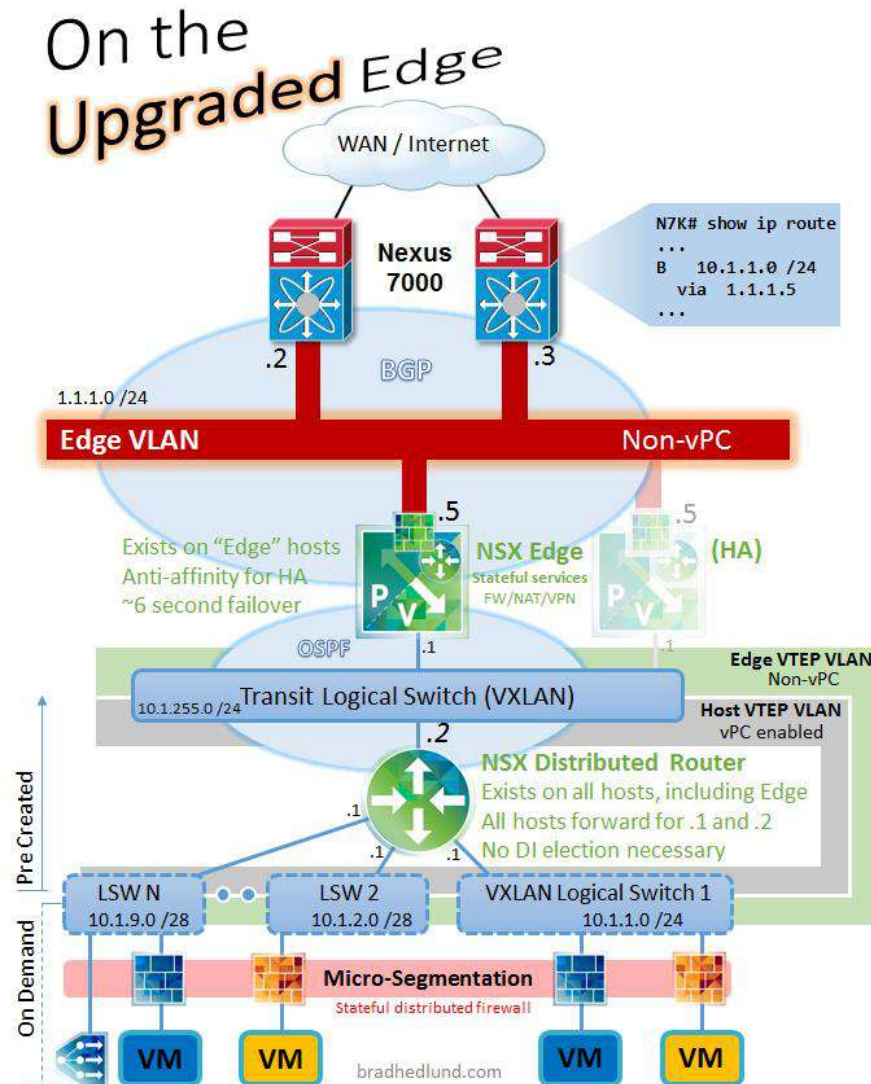 On the
Upgraded Edge
WAN / Internet
Nexus
7000
N7K# show ip route
...
B 10.1.1.0 /24
via 1.1.1.5
...
.2
.3
BGP
1.1.1.0 /24
Edge VLAN
Non-vPC
.5
.5
Exists on “Edge” hosts
Anti-affinity for HA
~6 second failover
P
V
NSX Edge
Stateful services
FW/NAT/VPN
P
V
(HA)
OSPF
.1
.1
Edge VTEP VLAN
Non-vPC
Transit Logical Switch (VXLAN)
10.1.255.0 /24
Host VTEP VLAN
vPC enabled
.2
NSX Distributed Router
Exists on all hosts, including Edge
All hosts forward for .1 and .2
No DI election necessary
.1
.1
.1
Pre Created
LSW N
10.1.9.0 /28
LSW 2
10.1.2.0 /28
VXLAN Logical Switch 1
10.1.1.0 /24
On Demand
Micro-Segmentation
Stateful distributed firewall
VM
VM
VM
VM
bradhedlund.com